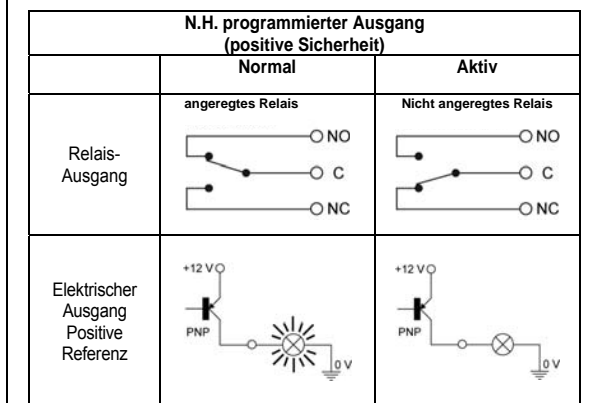 N.H. programmierter Ausgang
(positive Sicherheit)
Normal
Aktiv
Relais-
Ausgang
angeregtes Relais
NO
C
NC
Nicht angeregtes Relais
NO
C
NC
Elektrischer
Ausgang
Positive
Referenz
+12 V
PNP
0 V
+12 V
PNP
0 V